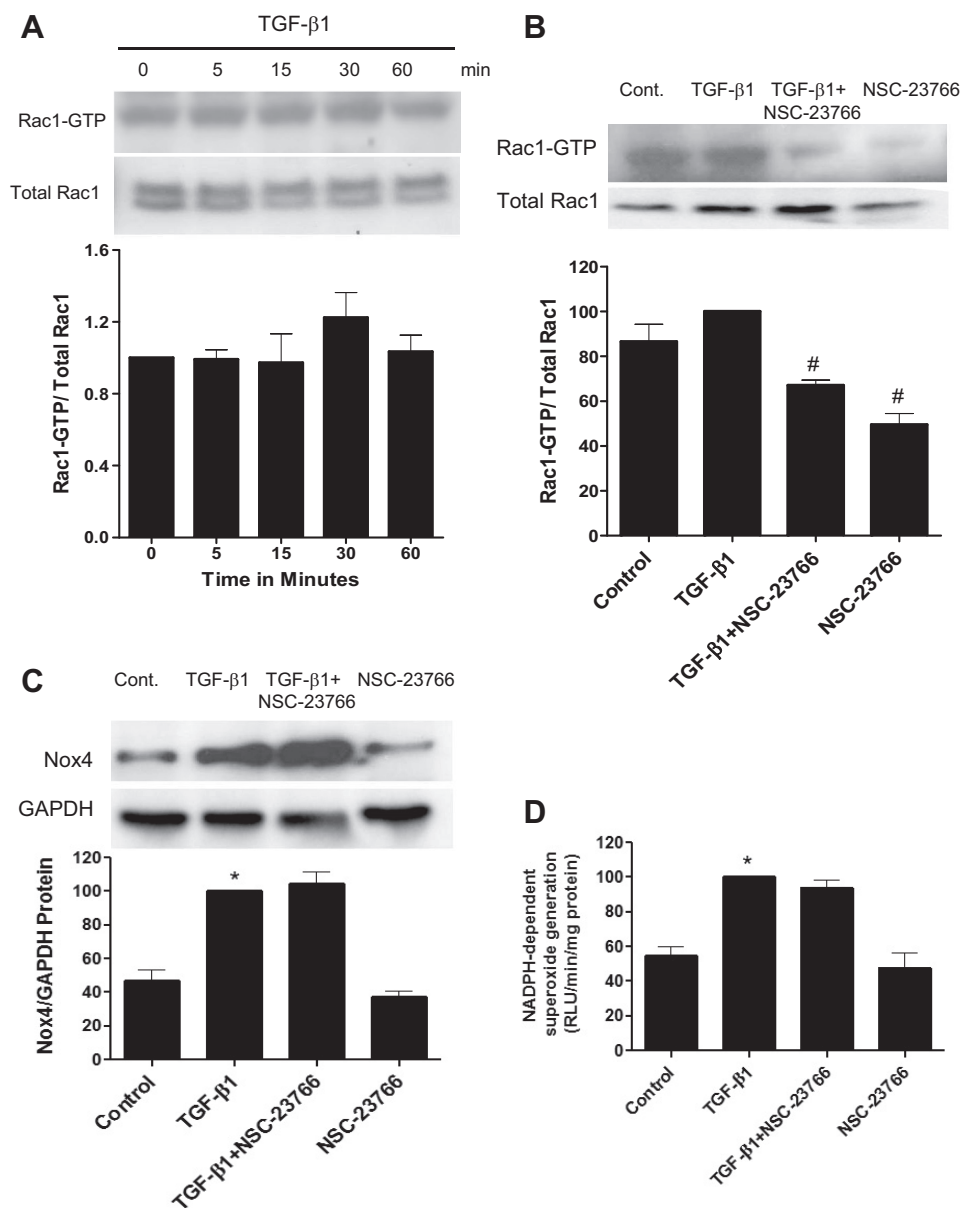 A
TGF-β1
0 5 15 30 60 min
Rac1-GTP
Total Rac1
1.6
1.2
0.8
0.4
0.0
Rac1-GTP/ Total Rac1
0 5 15 30 60
Time in Minutes
B
Cont. TGF-β1 TGF-β1+ NSC-23766
NSC-23766
Rac1-GTP
Total Rac1
120
100
80
60
40
20
0
Rac1-GTP/ Total Rac1
#
#
Control
TGF-β1
TGF-β1+NSC-23766
NSC-23766
C
Cont. TGF-β1 TGF-β1+ NSC-23766
NSC-23766
Nox4
GAPDH
120
100
80
60
40
20
0
Nox4/GAPDH Protein
*
Control
TGF-β1
TGF-β1+NSC-23766
NSC-23766
D
120
100
80
60
40
20
0
NADPH-dependent
superoxide generation
(RLU/min/mg protein)
*
Control
TGF-β1
TGF-β1+NSC-23766
NSC-23766